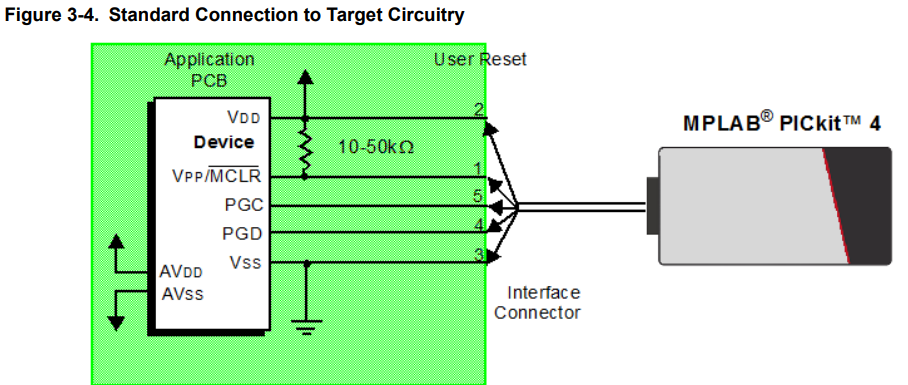 Figure 3-4. Standard Connection to Target Circuitry
Application
PCB
User Reset
VDD
2
Device
10-50kΩ
VPP/MCLR
1
PGC
5
PGD
4
VSS
3
AVDD
AVSS
Interface
Connector
MPLAB® PICkit™ 4